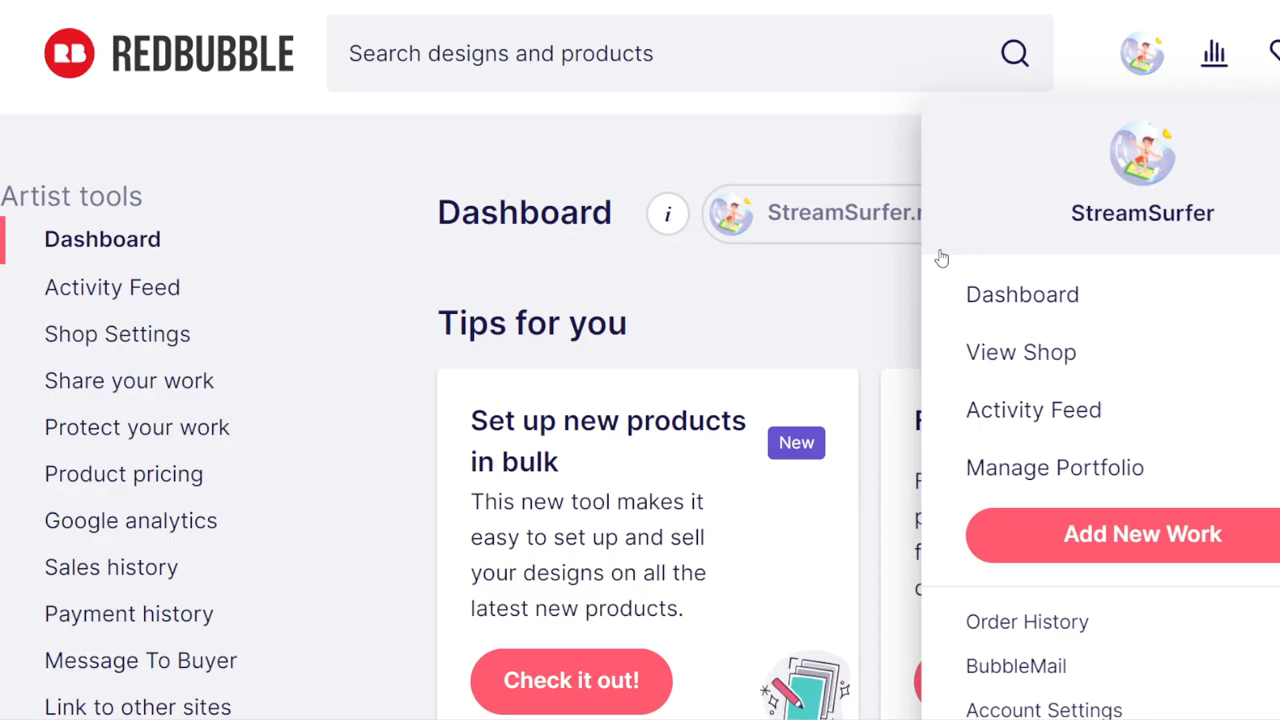 RB REDBUBBLE
Search designs and products
Artist tools
Dashboard
Activity Feed
Shop Settings
Share your work
Protect your work
Product pricing
Google analytics
Sales history
Payment history
Message To Buyer
Link to other sites
Dashboard
i
StreamSurfer.
Tips for you
Set up new products
in bulk
New
This new tool makes it
easy to set up and sell
your designs on all the
latest new products.
Check it out!
StreamSurfer
Dashboard
View Shop
Activity Feed
Manage Portfolio
Add New Work
Order History
BubbleMail
Account Settings